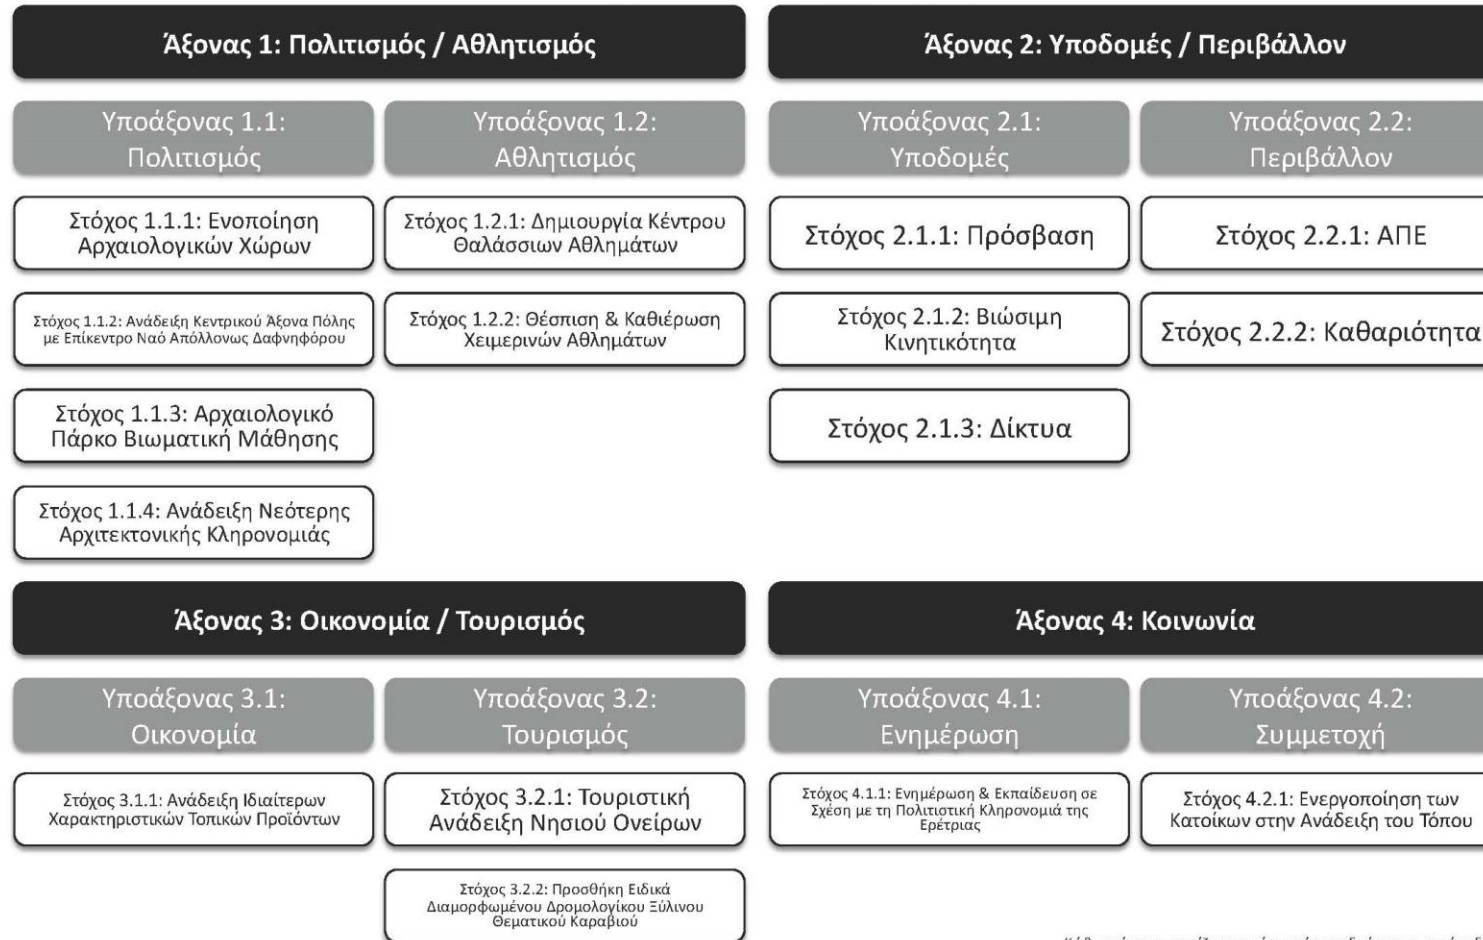 Άξονας 1: Πολιτισμός / Αθλητισμός
Υποάξονας 1.1:
Πολιτισμός
Στόχος 1.1.1: Ενοποίηση
Αρχαιολογικών Χώρων
Στόχος 1.1.2: Ανάδειξη Κεντρικού Άξονα Πόλης
με Επίκεντρο Ναό Απόλλονως Δαφνηφόρου
Στόχος 1.1.3: Αρχαιολογικό
Πάρκο Βιωματική Μάθησης
Στόχος 1.1.4: Ανάδειξη Νεότερης
Αρχιτεκτονικής Κληρονομιάς
Υποάξονας 1.2:
Αθλητισμός
Στόχος 1.2.1: Δημιουργία Κέντρου
Θαλάσσιων Αθλημάτων
Στόχος 1.2.2: Θέσπιση & Καθιέρωση
Χειμερινών Αθλημάτων
Άξονας 2: Υποδομές / Περιβάλλον
Υποάξονας 2.1:
Υποδομές
Στόχος 2.1.1: Πρόσβαση
Στόχος 2.1.2: Βιώσιμη
Κινητικότητα
Στόχος 2.1.3: Δίκτυα
Υποάξονας 2.2:
Περιβάλλον
Στόχος 2.2.1: ΑΠΕ
Στόχος 2.2.2: Καθαριότητα
Άξονας 3: Οικονομία / Τουρισμός
Υποάξονας 3.1:
Οικονομία
Στόχος 3.1.1: Ανάδειξη Ιδιαίτερων
Χαρακτηριστικών Τοπικών Προϊόντων
Υποάξονας 3.2:
Τουρισμός
Στόχος 3.2.1: Τουριστική
Ανάδειξη Νησιού Ονείρων
Στόχος 3.2.2: Προσθήκη Ειδικά
Διαμορφωμένου Δρομολογίκου Ξύλινου
Θεματικού Καραβιού
Άξονας 4: Κοινωνία
Υποάξονας 4.1:
Ενημέρωση
Στόχος 4.1.1: Ενημέρωση & Εκπαίδευση σε
Σχέση με τη Πολιτιστική Κληρονομιά της
Ερέτριας
Υποάξονας 4.2:
Συμμετοχή
Στόχος 4.2.1: Ενεργοποίηση των
Κατοίκων στην Ανάδειξη του Τόπου